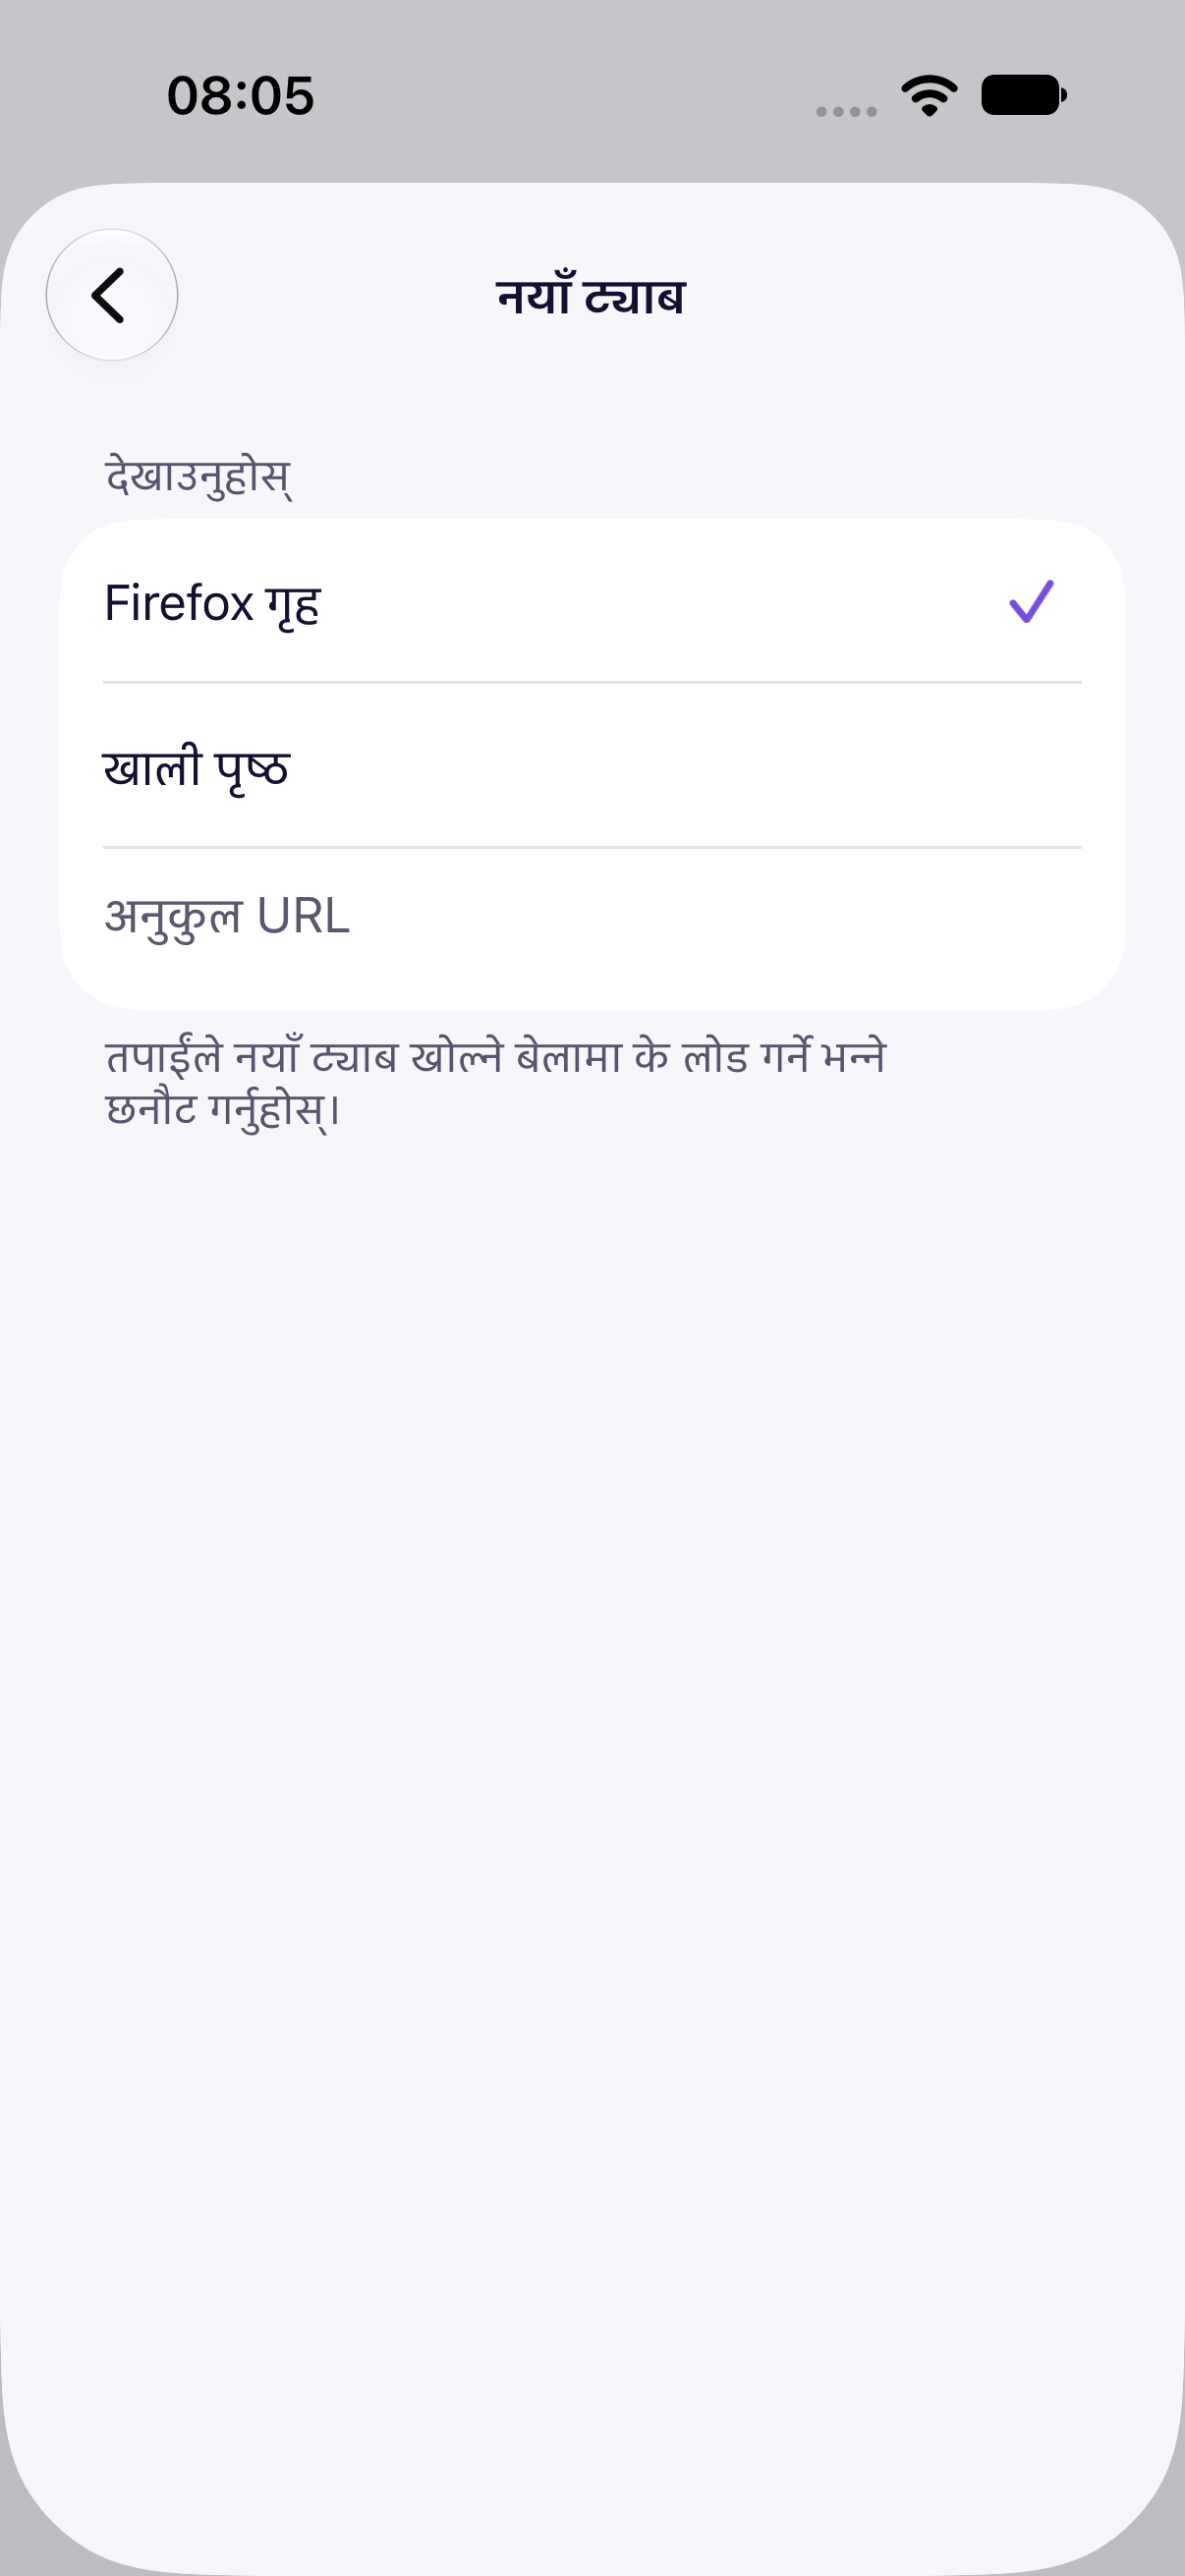 08:05
नयाँ ट्याब
देखाउनुहोस्
Firefox गृह
खाली पृष्ठ
अनुकुल URL
तपाईंले नयाँ ट्याब खोल्ने बेलामा के लोड गर्ने भन्ने
छनौट गर्नुहोस्।